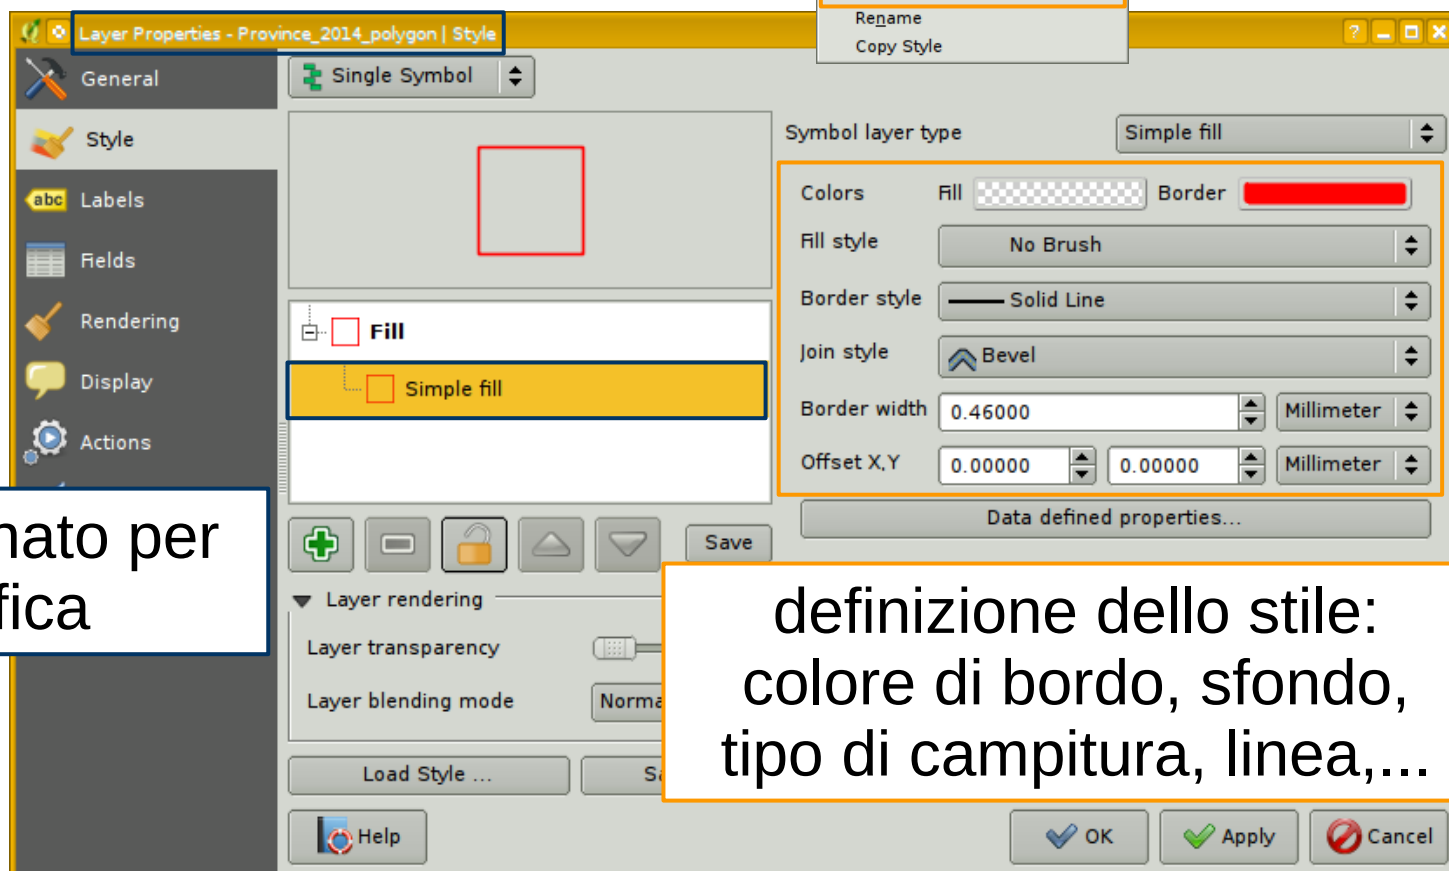 Rename
Copy Style
Layer Properties - Province_2014_polygon | Style
General
Style
abc Labels
Fields
Rendering
Display
Actions
Single Symbol
Symbol layer type Simple fill
Colors Fill Border
Fill style No Brush
Border style Solid Line
Join style Bevel
Border width 0.46000 Millimeter
Offset X,Y 0.00000 0.00000 Millimeter
Data defined properties...
Fill
Simple fill
Save
Layer rendering
Layer transparency
Layer blending mode
Load Style ...
Help
OK
Apply
Cancel
per
definizione dello stile:
colore di bordo, sfondo,
tipo di campitura, linea,...